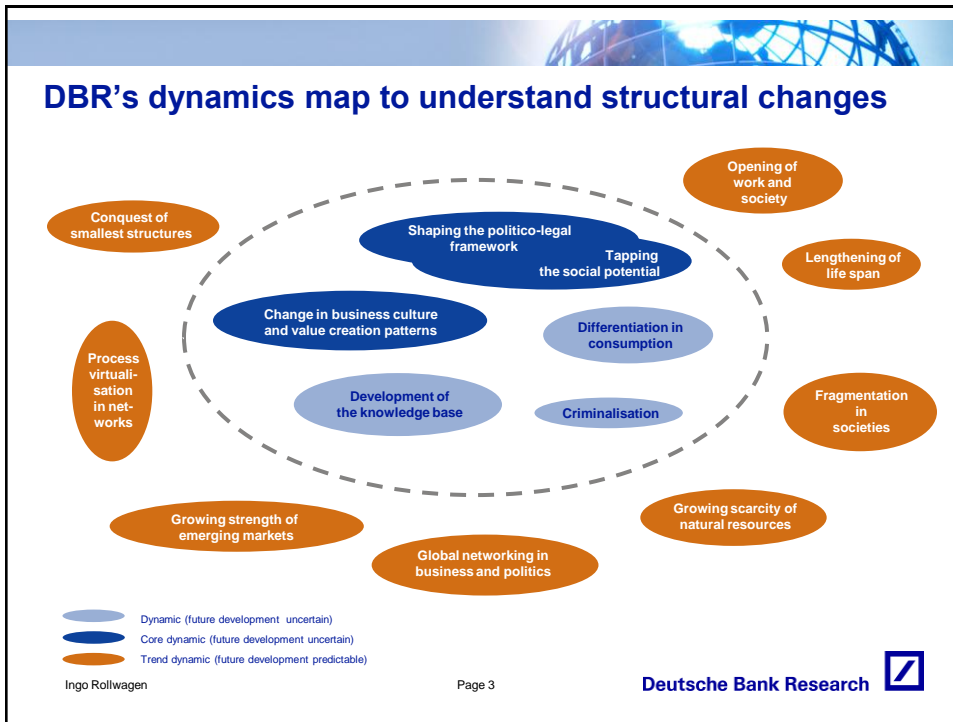 DBR's dynamics map to understand structural changes
Opening of
work and
society
Conquest of
smallest structures
Shaping the politico-legal
framework
Tapping
the social potential
Lengthening of
life span
Change in business culture
and value creation patterns
Differentiation in
consumption
Process
virtuali-
sation
in net-
works
Development of
the knowledge base
Criminalisation
Fragmentation
in
societies
Growing strength of
emerging markets
Growing scarcity of
natural resources
Global networking in
business and politics
Dynamic (future development uncertain)
Core dynamic (future development uncertain)
Trend dynamic (future development predictable)
Ingo Rollwagen
Page 3
Deutsche Bank Research